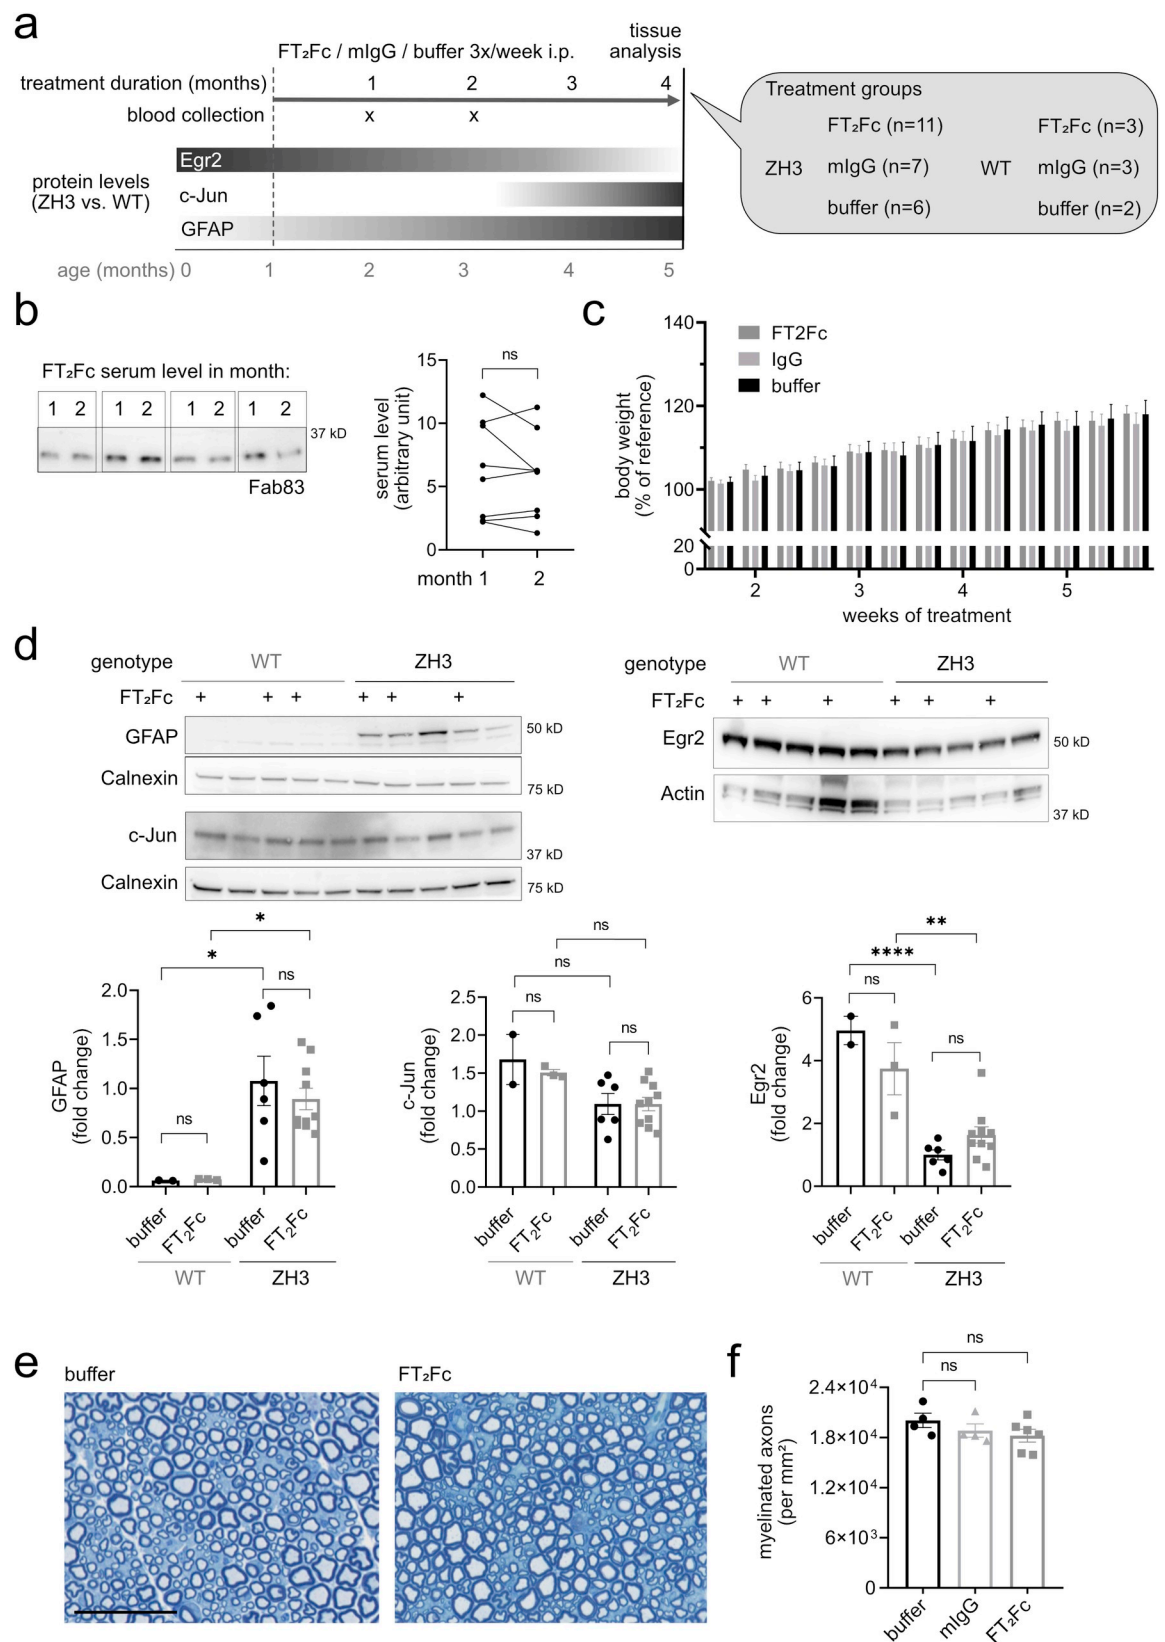 a
FT₂Fc / mIgG / buffer 3x/week i.p.
tissue
analysis
treatment duration (months) 1 2 3 4
blood collection x x
protein levels
(ZH3 vs. WT)
Egr2
c-Jun
GFAP
age (months) 0 1 2 3 4 5
Treatment groups
ZH3
FT₂Fc (n=11)
mIgG (n=7)
buffer (n=6)
WT
FT₂Fc (n=3)
mIgG (n=3)
buffer (n=2)
b
FT₂Fc serum level in month:
1 2 1 2 1 2 1 2
37 kD
Fab83
serum level
(arbitrary unit)
15
10
5
0
ns
month 1 2
c
body weight
(% of reference)
140
120
100
20
0
FT2Fc
IgG
buffer
2 3 4 5
weeks of treatment
d
genotype WT ZH3
FT₂Fc + + + + + +
GFAP 50 kD
Calnexin 75 kD
c-Jun 37 kD
Calnexin 75 kD
genotype WT ZH3
FT₂Fc + + + + + +
Egr2 50 kD
Actin 37 kD
GFAP
(fold change)
2.0
1.5
1.0
0.5
0.0
*
*
ns
ns
buffer FT₂Fc buffer FT₂Fc
WT ZH3
c-Jun
(fold change)
2.5
2.0
1.5
1.0
0.5
0.0
ns
ns
ns
ns
buffer FT₂Fc buffer FT₂Fc
WT ZH3
Egr2
(fold change)
6
4
2
0
**
****
ns
ns
buffer FT₂Fc buffer FT₂Fc
WT ZH3
e
buffer
FT₂Fc
f
myelinated axons
(per mm²)
2.4×10⁴
1.8×10⁴
1.2×10⁴
6×10³
0
ns
ns
buffer mIgG FT₂Fc